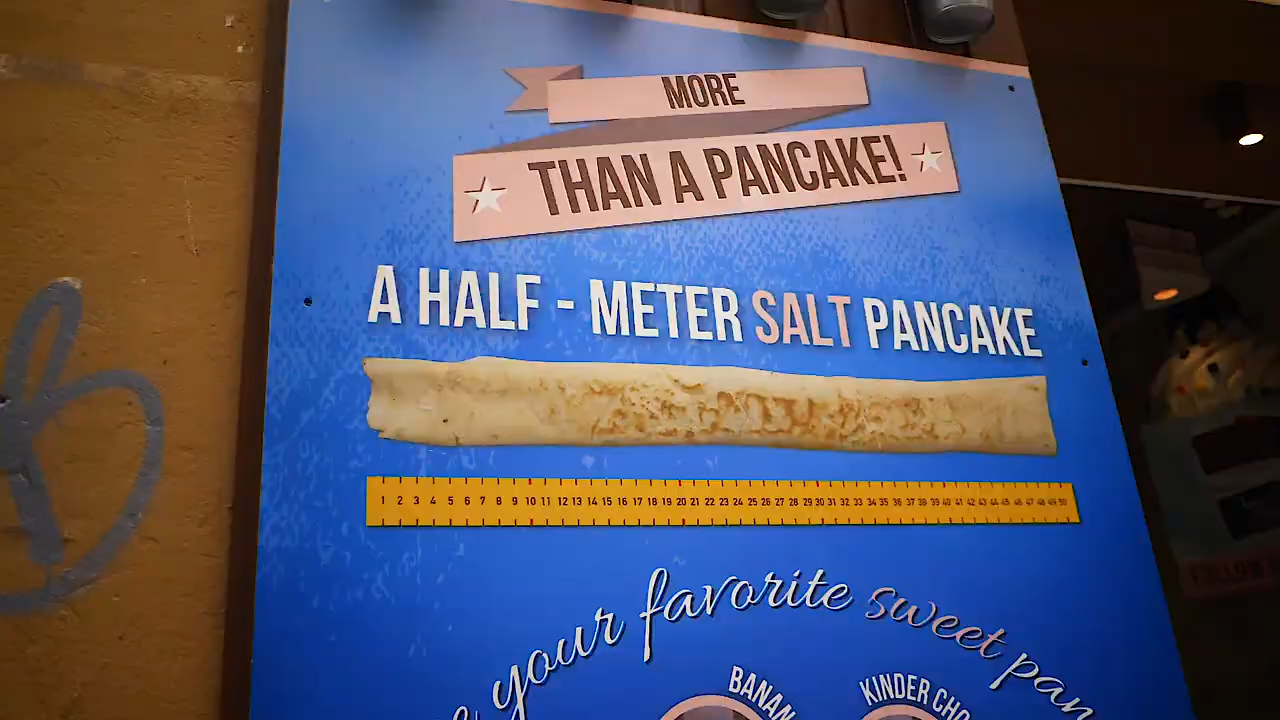 MORE
THAN A PANCAKE!
A HALF - METER SALT PANCAKE
1 2 3 4 5 6 7 8 9 10 11 12 13 14 15 16 17 18 19 20 21 22 23 24 25 26 27 28 29 30 31 32 33 34 35 36 37 38 39 40 41 42 43 44 45 46 47 48 49 50
your favorite sweet pan
BANAN
KINDER CHO